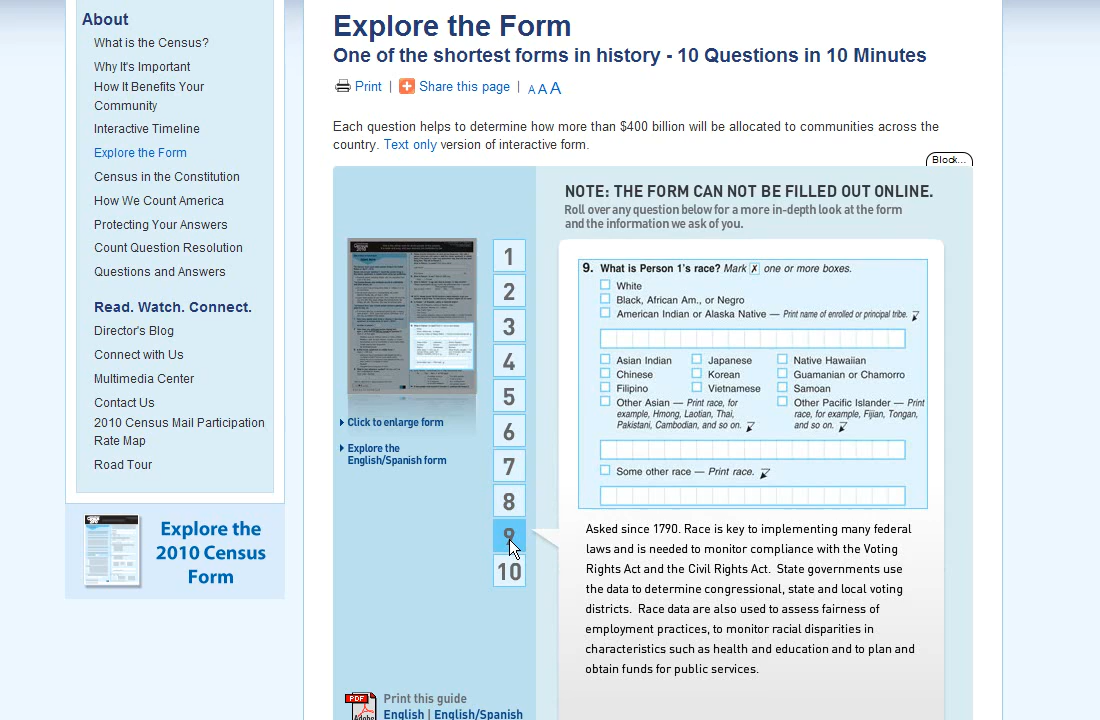 About
What is the Census?
Why It's Important
How It Benefits Your
Community
Interactive Timeline
Explore the Form
Census in the Constitution
How We Count America
Protecting Your Answers
Count Question Resolution
Questions and Answers
Read. Watch. Connect.
Director's Blog
Connect with Us
Multimedia Center
Contact Us
2010 Census Mail Participation
Rate Map
Road Tour
Explore the
2010 Census
Form
Explore the Form
One of the shortest forms in history - 10 Questions in 10 Minutes
Print | Share this page | A A A
Each question helps to determine how more than $400 billion will be allocated to communities across the
country. Text only version of interactive form.
Block...
NOTE: THE FORM CAN NOT BE FILLED OUT ONLINE.
Roll over any question below for a more in-depth look at the form
and the information we ask of you.
Click to enlarge form
Explore the
English/Spanish form
1
2
3
4
5
6
7
8
9
10
9. What is Person 1's race? Mark X one or more boxes.
White
Black, African Am., or Negro
American Indian or Alaska Native — Print name of enrolled or principal tribe.
Asian Indian Japanese Native Hawaiian
Chinese Korean Guamanian or Chamorro
Filipino Vietnamese Samoan
Other Asian — Print race, for Other Pacific Islander — Print
example, Hmong, Laotian, Thai, race, for example, Fijian, Tongan,
Pakistani, Cambodian, and so on. and so on.
Some other race — Print race.
Asked since 1790. Race is key to implementing many federal
laws and is needed to monitor compliance with the Voting
Rights Act and the Civil Rights Act. State governments use
the data to determine congressional, state and local voting
districts. Race data are also used to assess fairness of
employment practices, to monitor racial disparities in
characteristics such as health and education and to plan and
obtain funds for public services.
PDF
Adobe
Print this guide
English | English/Spanish